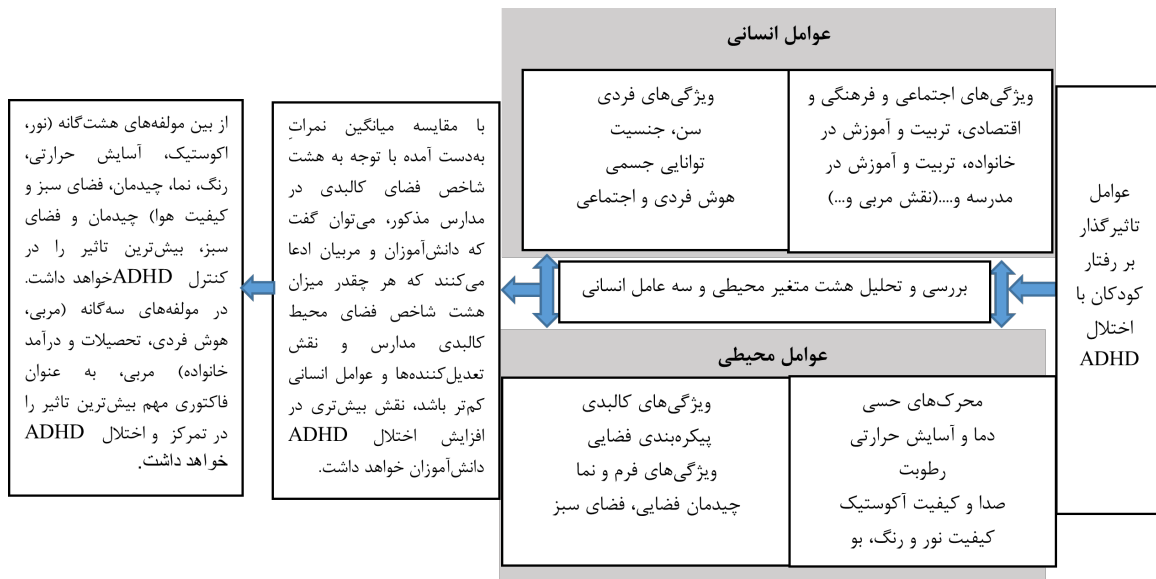 عوامل
تاثیرگذار
بر رفتار
کودکان با
اختلال
ADHD
عوامل انسانی
ویژگی‌های اجتماعی و فرهنگی و
اقتصادی، تربیت و آموزش در
خانواده، تربیت و آموزش در
مدرسه و....(نقش مربی و...)
ویژگی‌های فردی
سن، جنسیت
توانایی جسمی
هوش فردی و اجتماعی
بررسی و تحلیل هشت متغیر محیطی و سه عامل انسانی
عوامل محیطی
محرک‌های حسی
دما و آسایش حرارتی
رطوبت
صدا و کیفیت آکوستیک
کیفیت نور و رنگ، بو
ویژگی‌های کالبدی
پیکره‌بندی فضایی
ویژگی‌های فرم و نما
چیدمان فضایی، فضای سبز
با مقایسه میانگین نمراتِ
به‌دست آمده با توجه به هشت
شاخص فضای کالبدی در
مدارس مذکور، می‌توان گفت
که دانش‌آموزان و مربیان ادعا
می‌کنند که هر چقدر میزان
هشت شاخص فضای محیط
کالبدی مدارس و نقش
تعدیل‌کننده‌ها و عوامل انسانی
کم‌تر باشد، نقش بیش‌تری در
افزایش اختلال ADHD
دانش‌آموزان خواهد داشت.
از بین مولفه‌های هشت‌گانه (نور،
اکوستیک، آسایش حرارتی،
رنگ، نما، چیدمان، فضای سبز و
کیفیت هوا) چیدمان و فضای
سبز، بیش‌ترین تاثیر را در
کنترل ADHDخواهد داشت.
در مولفه‌های سه‌گانه (مربی،
هوش فردی، تحصیلات و درآمد
خانواده) مربی، به عنوان
فاکتوری مهم بیش‌ترین تاثیر را
در تمرکز و اختلال ADHD
خواهد داشت.